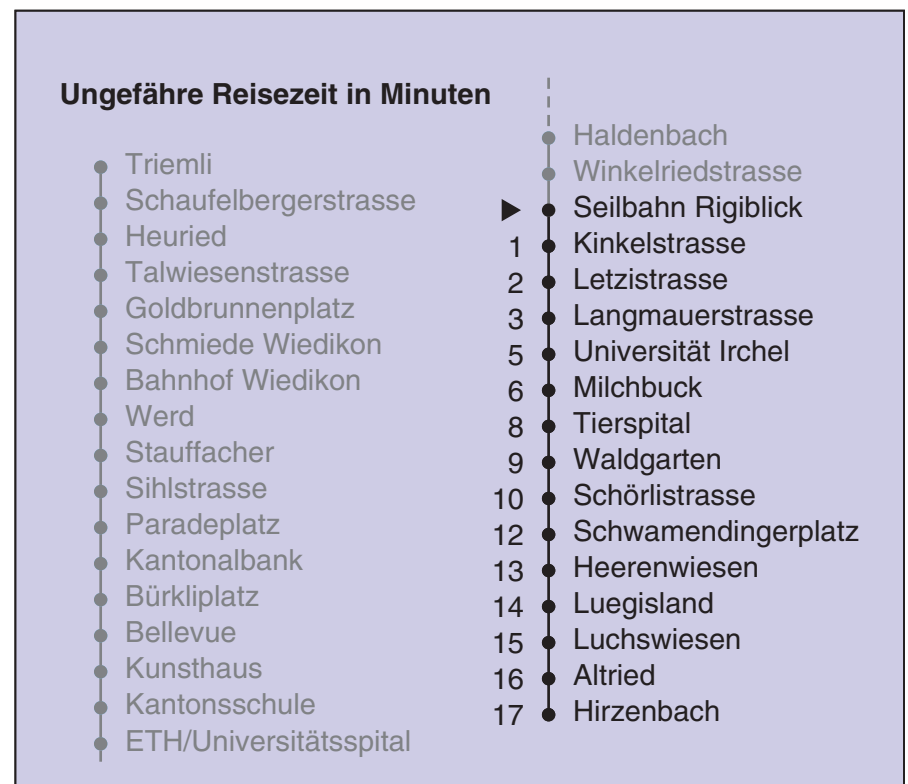 Ungefähre Reisezeit in Minuten
Triemli
Schaufelbergerstrasse
Heuried
Talwiesenstrasse
Goldbrunnenplatz
Schmiede Wiedikon
Bahnhof Wiedikon
Werd
Stauffacher
Sihlstrasse
Paradeplatz
Kantonalbank
Bürkliplatz
Bellevue
Kunsthaus
Kantonsschule
ETH/Universitätsspital
Haldenbach
Winkelriedstrasse
Seilbahn Rigiblick
1 Kinkelstrasse
2 Letzistrasse
3 Langmauerstrasse
5 Universität Irchel
6 Milchbuck
8 Tierspital
9 Waldgarten
10 Schörlistrasse
12 Schwamendingerplatz
13 Heerenwiesen
14 Luegisland
15 Luchswiesen
16 Altried
17 Hirzenbach